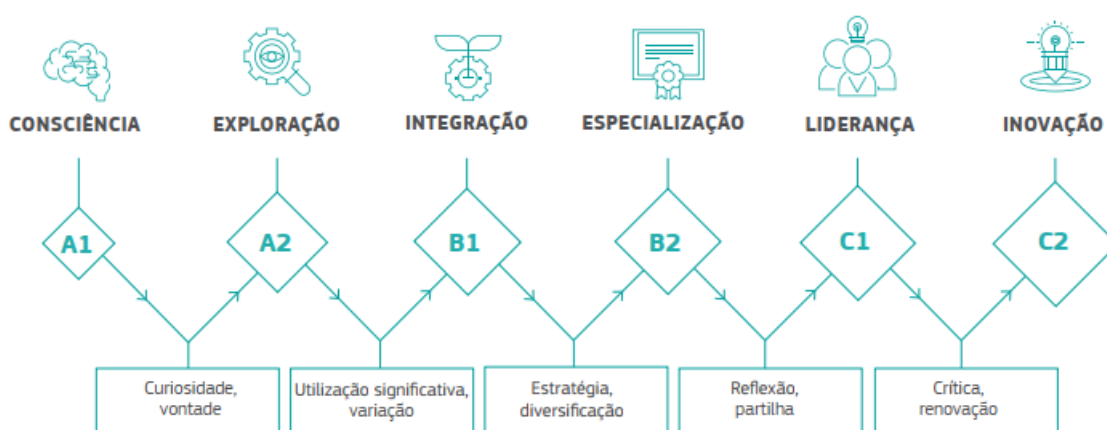 CONSCIÊNCIA
EXPLORAÇÃO
INTEGRAÇÃO
ESPECIALIZAÇÃO
LIDERANÇA
INOVAÇÃO
A1
A2
B1
B2
C1
C2
Curiosidade,
vontade
Utilização significativa,
variação
Estratégia,
diversificação
Reflexão,
partilha
Crítica,
renovação